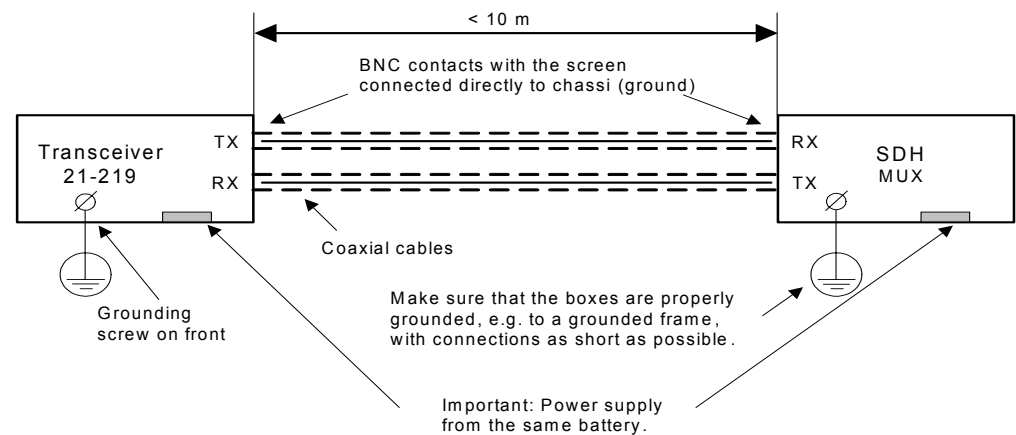 < 10 m
BNC contacts with the screen
connected directly to chassi (ground)
TX
RX
Transceiver
21-219
RX
TX
SDH
MUX
Coaxial cables
Grounding
screw on front
Make sure that the boxes are properly
grounded, e.g. to a grounded frame,
with connections as short as possible.
Important: Power supply
from the same battery.